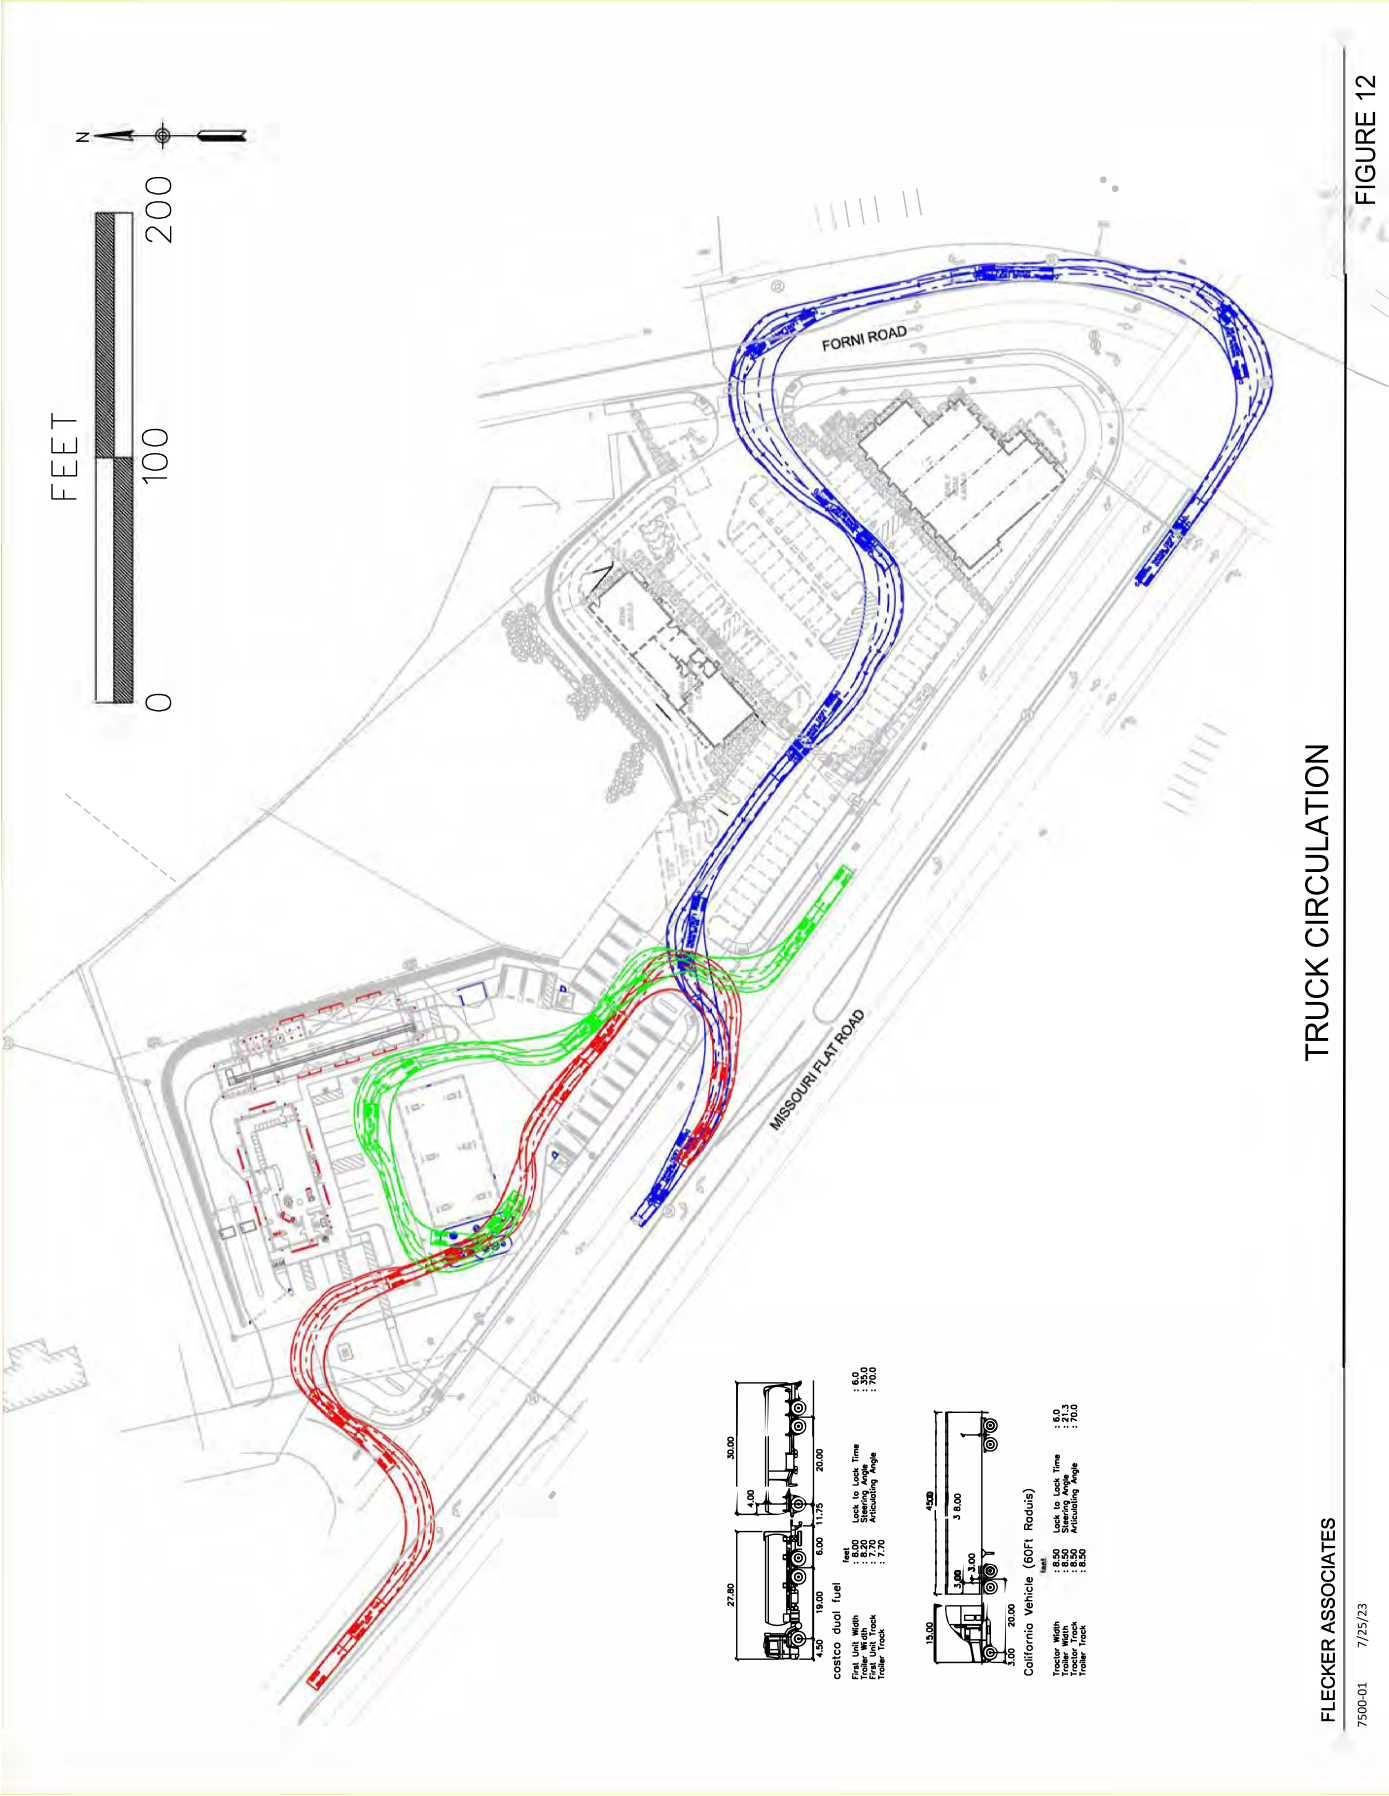 N
FEET
0
100
200
FORNI ROAD
MISSOURI FLAT ROAD
27.80
30.00
4.00
4.50
19.00
6.00
11.75
20.00
costco dual fuel
feet
First Unit Width : 8.00 Lock to Lock Time : 6.0
Trailer Width : 8.20 Steering Angle : 35.0
First Unit Track : 7.70 Articulating Angle : 70.0
Trailer Track : 7.70
15.00
3.00
3.00
38.00
3.00
20.00
California Vehicle (60Ft Raduis)
feet
Tractor Width : 8.50 Lock to Lock Time : 6.0
Trailer Width : 8.50 Steering Angle : 21.3
Tractor Track : 8.50 Articulating Angle : 70.0
Trailer Track : 8.50
TRUCK CIRCULATION
FLECKER ASSOCIATES
FIGURE 12
7500-01 7/25/23